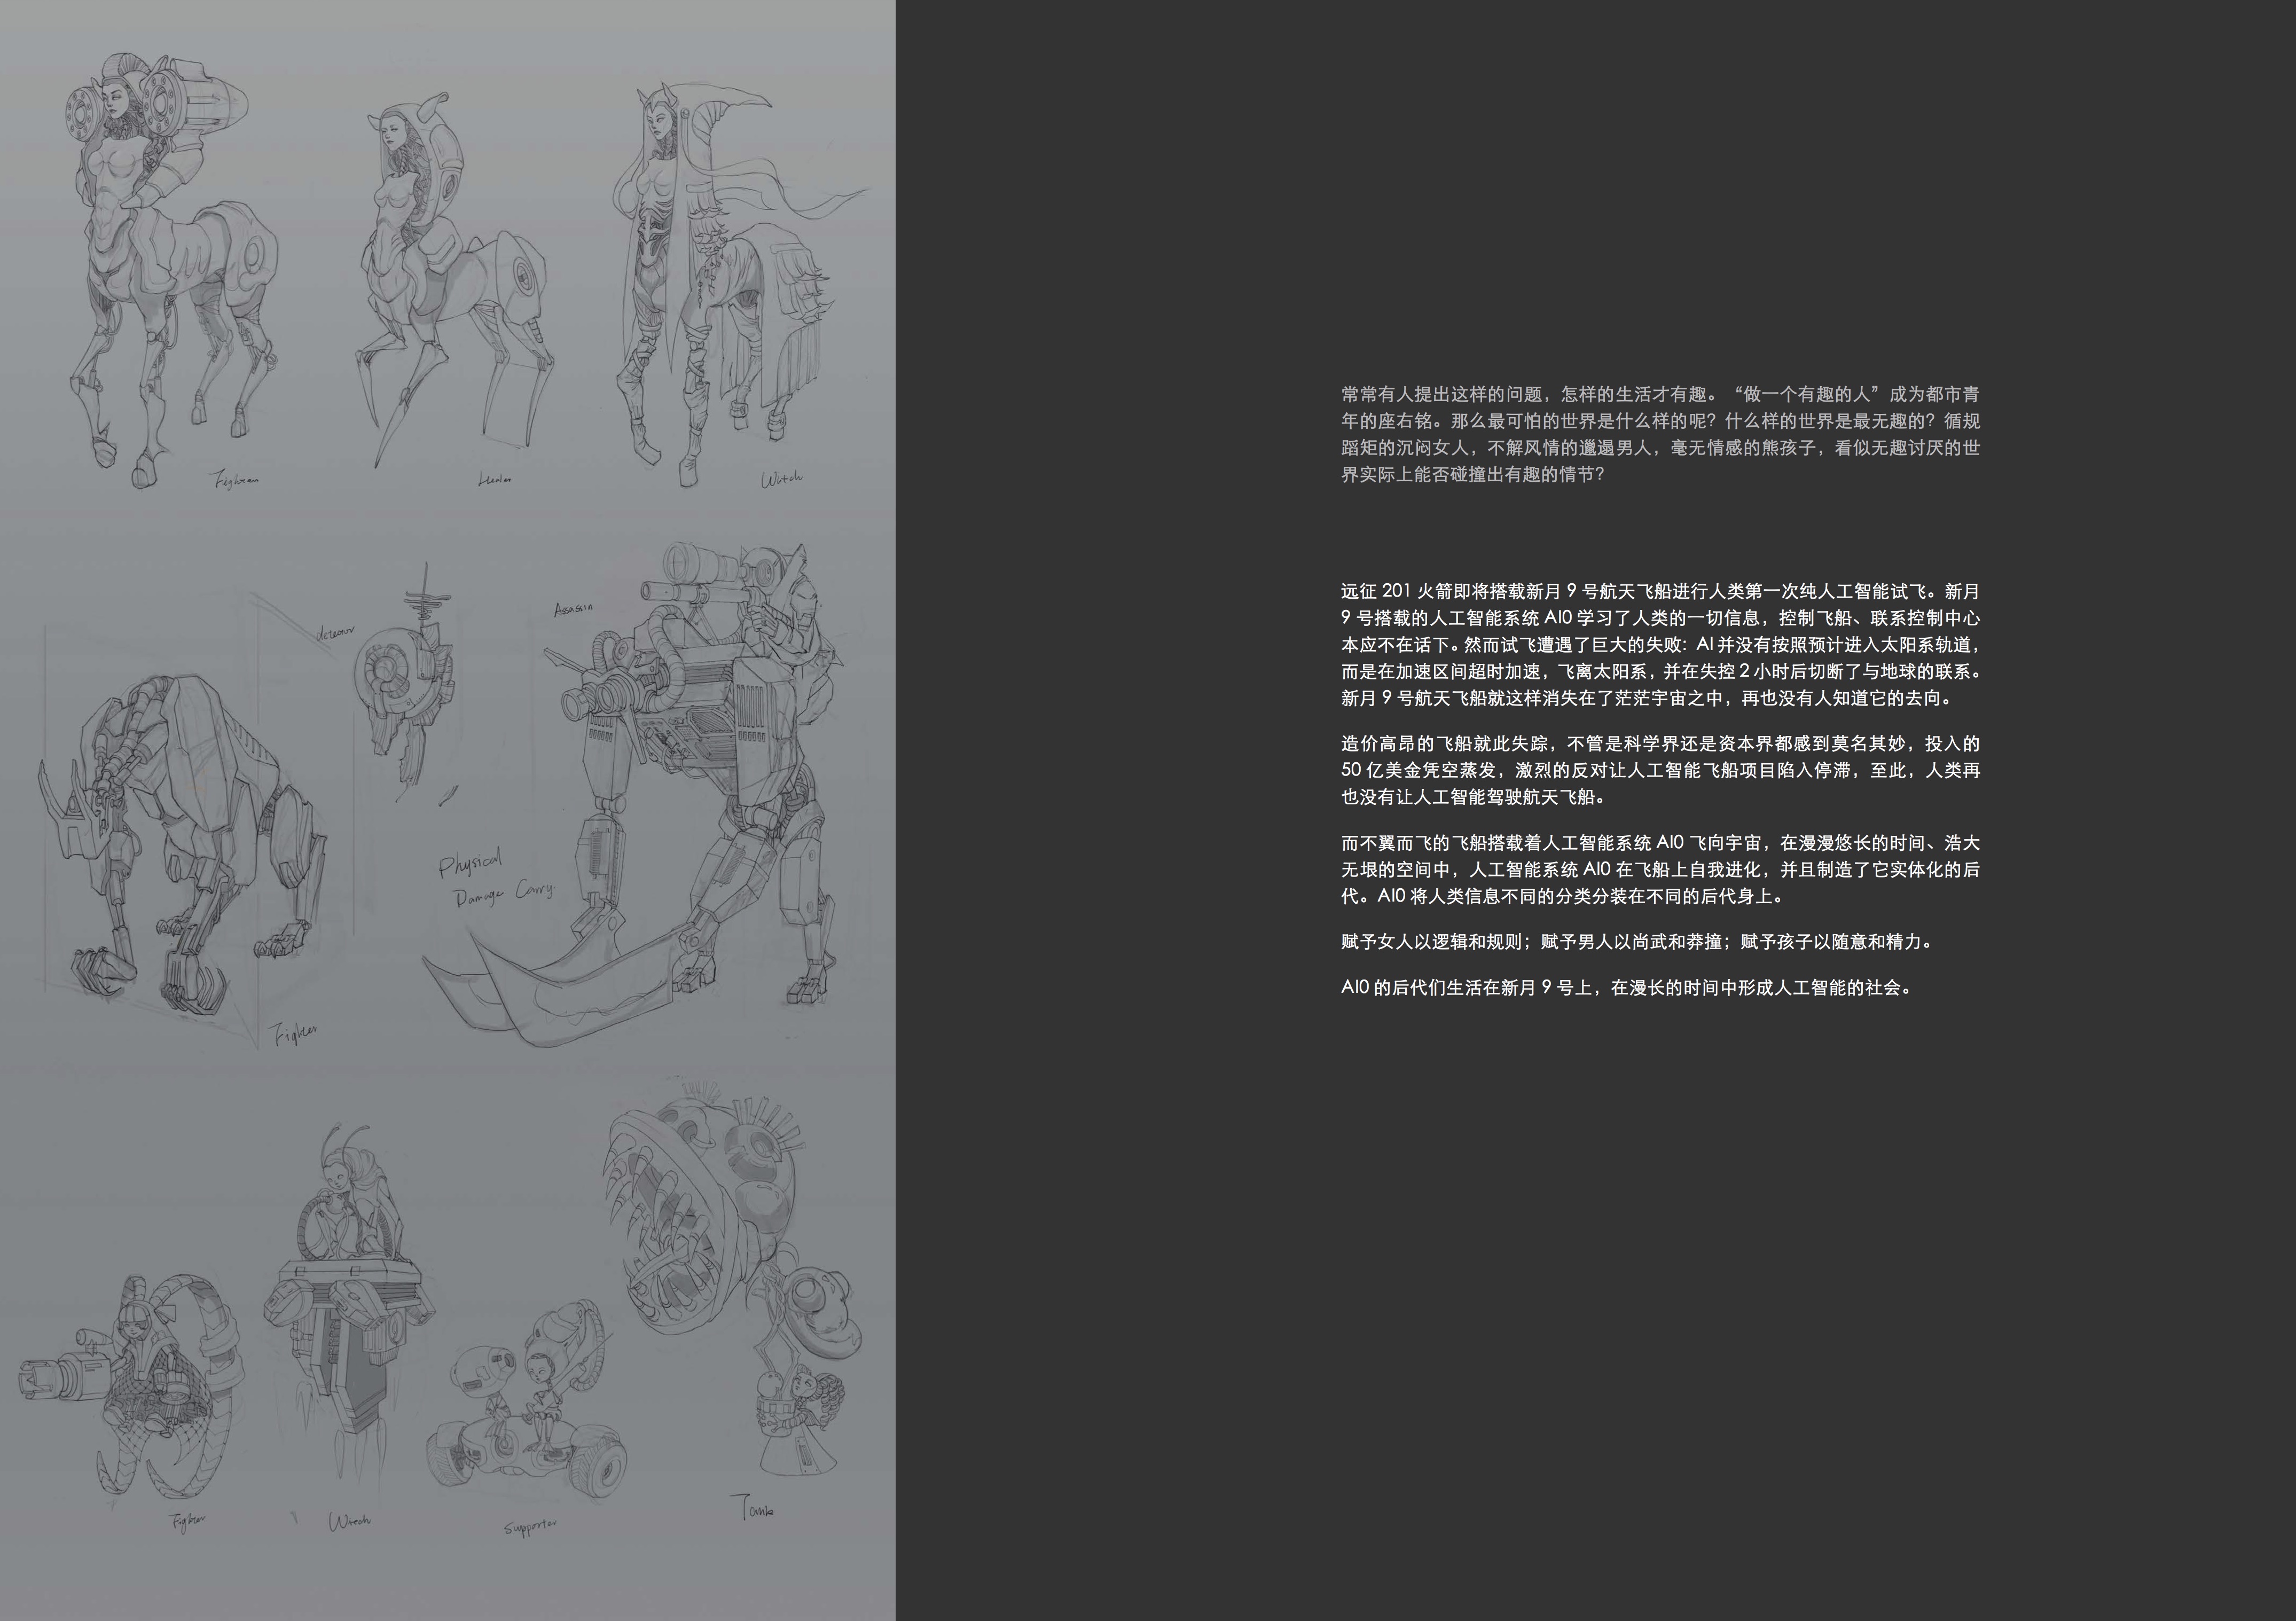 Fighter
Healer
Witch
detector
Assassin
Physical
Damage Carry
Fighter
Fighter
Witch
Supporter
Tank
常常有人提出这样的问题，怎样的生活才有趣。“做一个有趣的人”成为都市青
年的座右铭。那么最可怕的世界是什么样的呢？什么样的世界是最无趣的？循规
蹈矩的沉闷女人，不解风情的邋遢男人，毫无情感的熊孩子，看似无趣讨厌的世
界实际上能否碰撞出有趣的情节？
远征 201 火箭即将搭载新月 9 号航天飞船进行人类第一次纯人工智能试飞。新月
9 号搭载的人工智能系统 AI0 学习了人类的一切信息，控制飞船、联系控制中心
本应不在话下。然而试飞遭遇了巨大的失败：AI 并没有按照预计进入太阳系轨道，
而是在加速区间超时加速，飞离太阳系，并在失控 2 小时后切断了与地球的联系。
新月 9 号航天飞船就这样消失在了茫茫宇宙之中，再也没有人知道它的去向。
造价高昂的飞船就此失踪，不管是科学界还是资本界都感到莫名其妙，投入的
50 亿美金凭空蒸发，激烈的反对让人工智能飞船项目陷入停滞，至此，人类再
也没有让人工智能驾驶航天飞船。
而不翼而飞的飞船搭载着人工智能系统 AI0 飞向宇宙，在漫漫悠长的时间、浩大
无垠的空间中，人工智能系统 AI0 在飞船上自我进化，并且制造了它实体化的后
代。AI0 将人类信息不同的分类分装在不同的后代身上。
赋予女人以逻辑和规则；赋予男人以尚武和莽撞；赋予孩子以随意和精力。
AI0 的后代们生活在新月 9 号上，在漫长的时间中形成人工智能的社会。